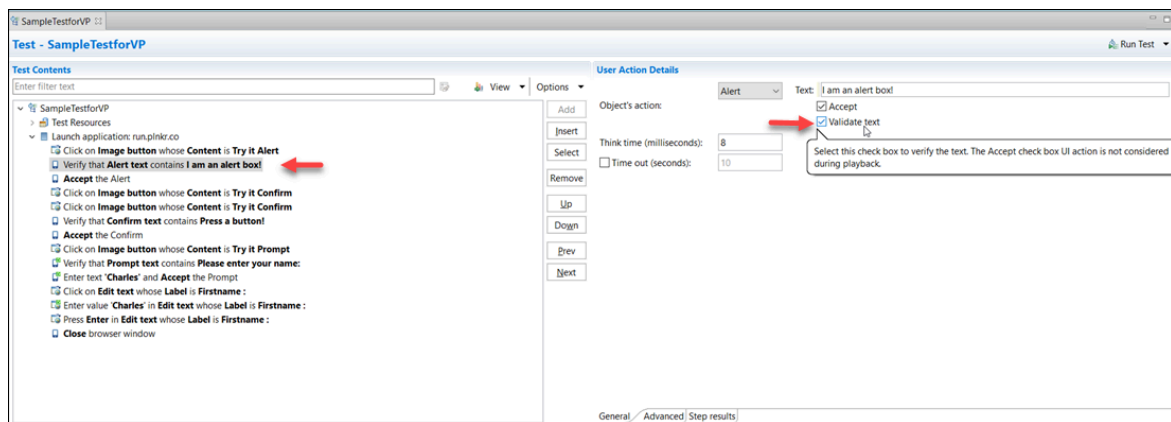 SampleTestforVP
Test - SampleTestforVP
Run Test
Test Contents
Enter filter text
View
Options
SampleTestforVP
Test Resources
Launch application: run.plnkr.co
Click on Image button whose Content is Try it Alert
Verify that Alert text contains I am an alert box!
Accept the Alert
Click on Image button whose Content is Try it Confirm
Click on Image button whose Content is Try it Confirm
Verify that Confirm text contains Press a button!
Accept the Confirm
Click on Image button whose Content is Try it Prompt
Verify that Prompt text contains Please enter your name:
Enter text 'Charles' and Accept the Prompt
Click on Edit text whose Label is Firstname :
Enter value 'Charles' in Edit text whose Label is Firstname :
Press Enter in Edit text whose Label is Firstname :
Close browser window
Add
Insert
Select
Remove
Up
Down
Prev
Next
User Action Details
Alert Text: I am an alert box!
Object's action: Accept
Validate text
Think time (milliseconds): 8
Time out (seconds): 10
Select this check box to verify the text. The Accept check box UI action is not considered
during playback.
General Advanced Step results